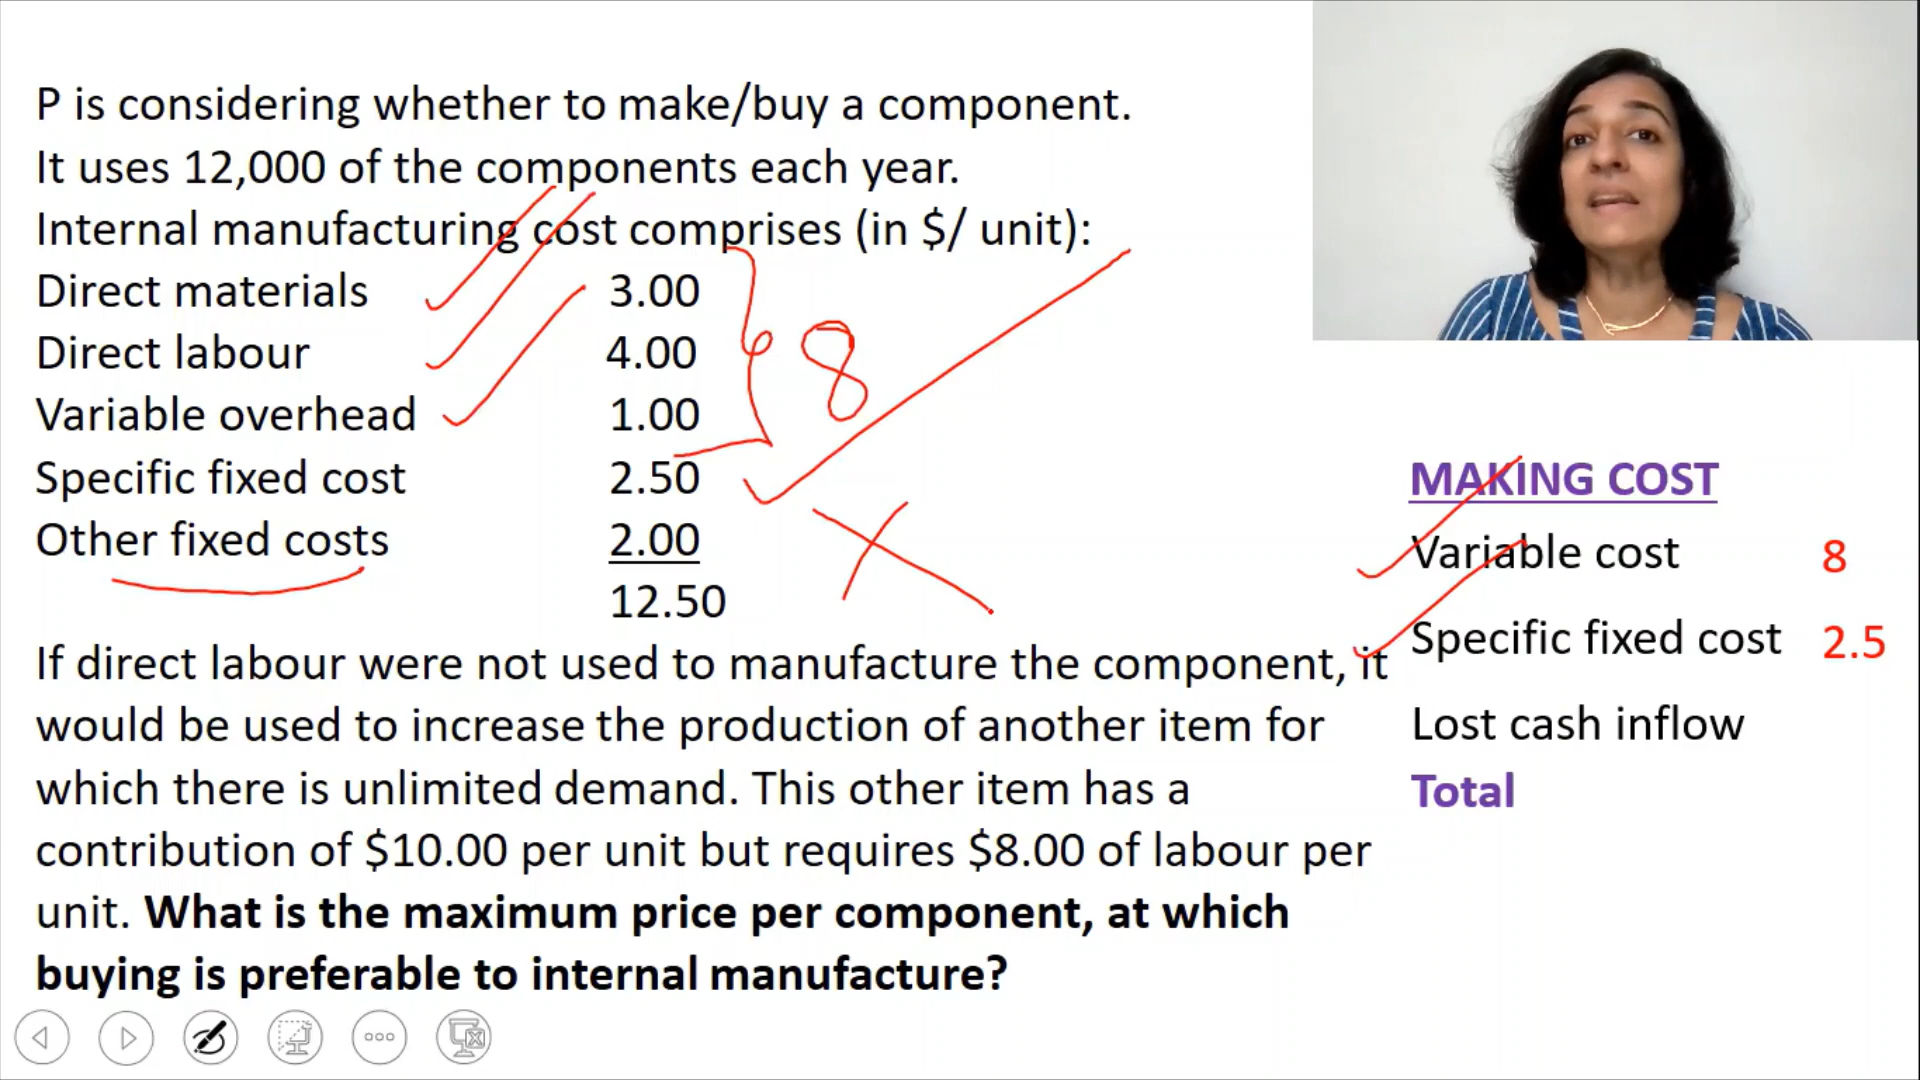 P is considering whether to make/buy a component.
It uses 12,000 of the components each year.
Internal manufacturing cost comprises (in $/ unit):
Direct materials 3.00
Direct labour 4.00
Variable overhead 1.00
Specific fixed cost 2.50
Other fixed costs 2.00
12.50
8
If direct labour were not used to manufacture the component, it
would be used to increase the production of another item for
which there is unlimited demand. This other item has a
contribution of $10.00 per unit but requires $8.00 of labour per
unit. What is the maximum price per component, at which
buying is preferable to internal manufacture?
MAKING COST
Variable cost 8
Specific fixed cost 2.5
Lost cash inflow
Total